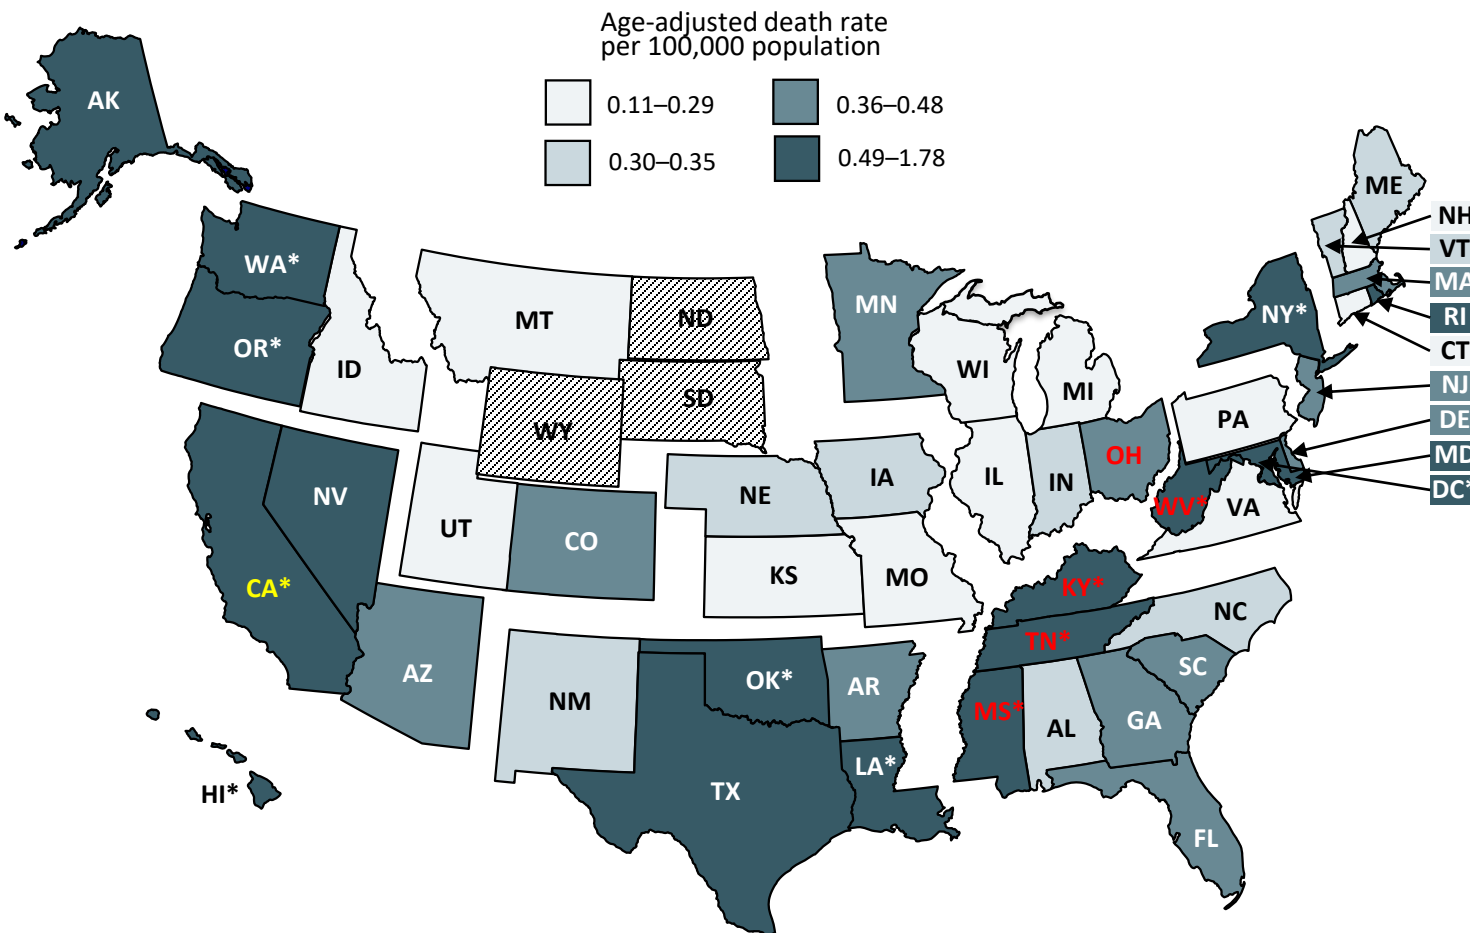 Age-adjusted death rate
per 100,000 population
0.11–0.29
0.36–0.48
0.30–0.35
0.49–1.78
AK
ME
NH
VT
WA*
MA
MN
NY*
RI
MT
ND
OR*
CT
ID
WI
NJ
MI
SD
PA
DE
WY
OH
MD
IL
IN
IA
DC*
NE
NV
WV*
VA
UT
CO
KS
MO
CA*
KY*
NC
TN*
AZ
SC
OK*
AR
NM
MS*
GA
AL
LA*
HI*
TX
FL